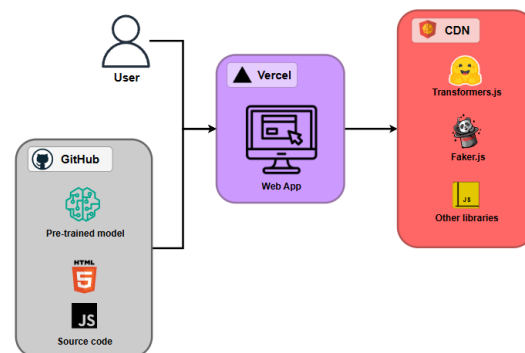 User
GitHub
Pre-trained model
HTML
5
JS
Source code
Vercel
Web App
CDN
Transformers.js
Faker.js
JS
Other libraries